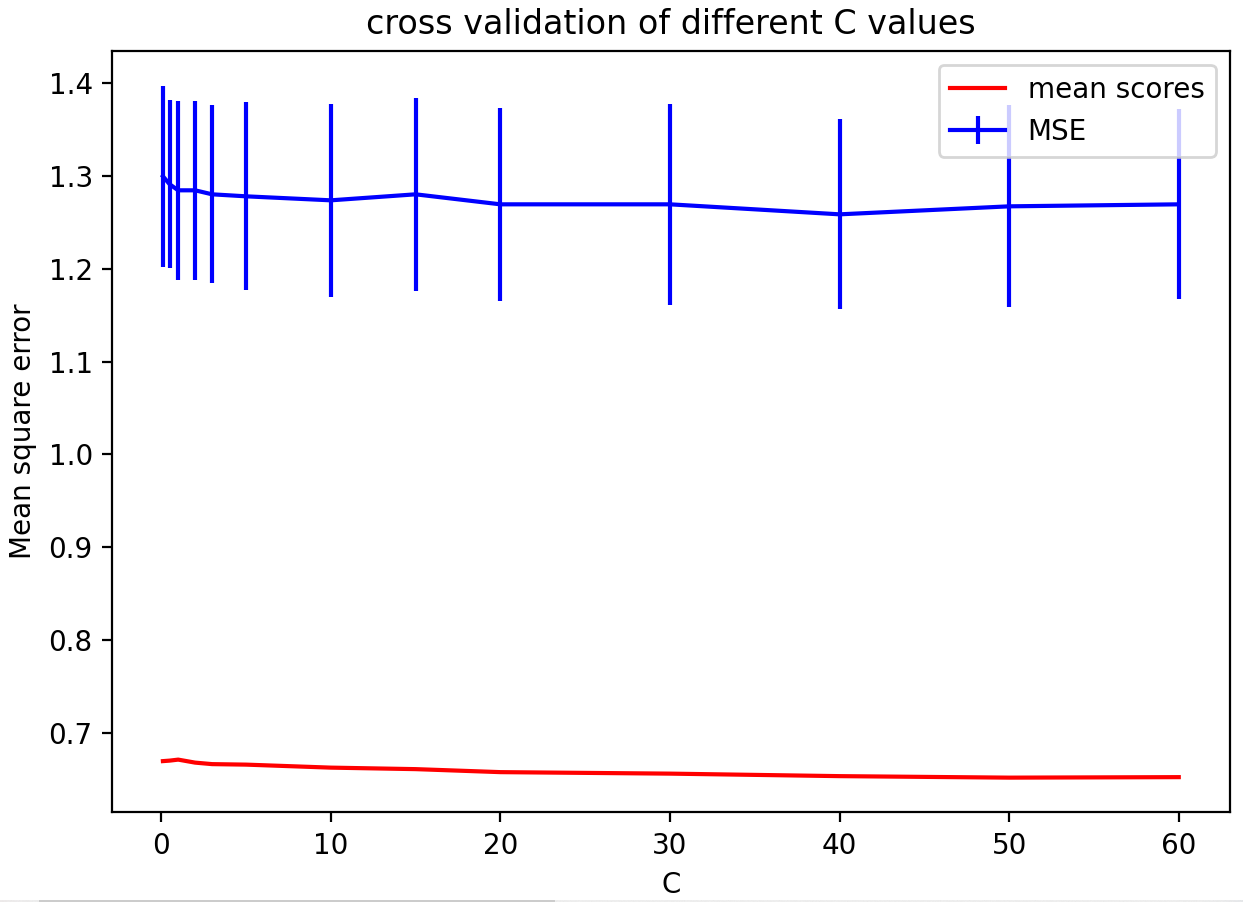 cross validation of different C values
mean scores
MSE
Mean square error
1.4
1.3
1.2
1.1
1.0
0.9
0.8
0.7
0 10 20 30 40 50 60
C